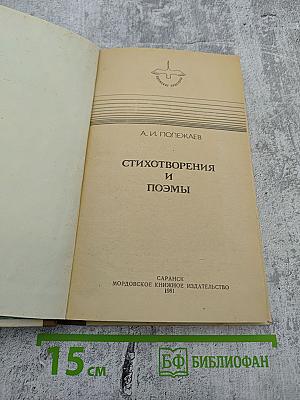 А. И. ПОЛЕЖАЕВ
СТИХОТВОРЕНИЯ
И
ПОЭМЫ
САРАНСК
МОРДОВСКОЕ КНИЖНОЕ ИЗДАТЕЛЬСТВО
1981
15 см
БФ БИБЛИОФАН